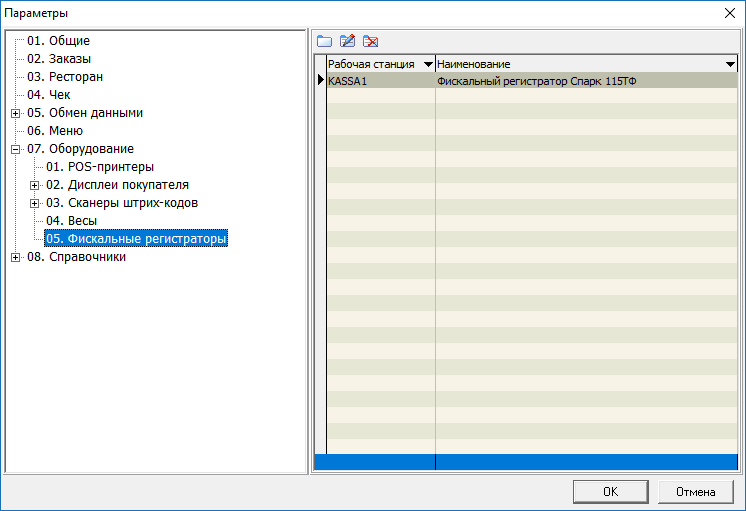 Параметры
01. Общие
02. Заказы
03. Ресторан
04. Чек
05. Обмен данными
06. Меню
07. Оборудование
01. POS-принтеры
02. Дисплеи покупателя
03. Сканеры штрих-кодов
04. Весы
05. Фискальные регистраторы
08. Справочники
Рабочая станция Наименование
KASSA1 Фискальный регистратор Спарк 115ТФ
OK Отмена